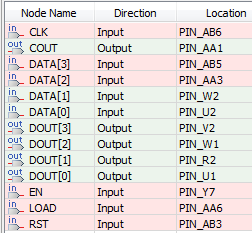 Node Name Direction Location
in CLK Input PIN_AB6
out COUT Output PIN_AA1
in DATA[3] Input PIN_AB5
in DATA[2] Input PIN_AA3
in DATA[1] Input PIN_W2
in DATA[0] Input PIN_U2
out DOUT[3] Output PIN_V2
out DOUT[2] Output PIN_W1
out DOUT[1] Output PIN_R2
out DOUT[0] Output PIN_U1
in EN Input PIN_Y7
in LOAD Input PIN_AA6
in RST Input PIN_AB3